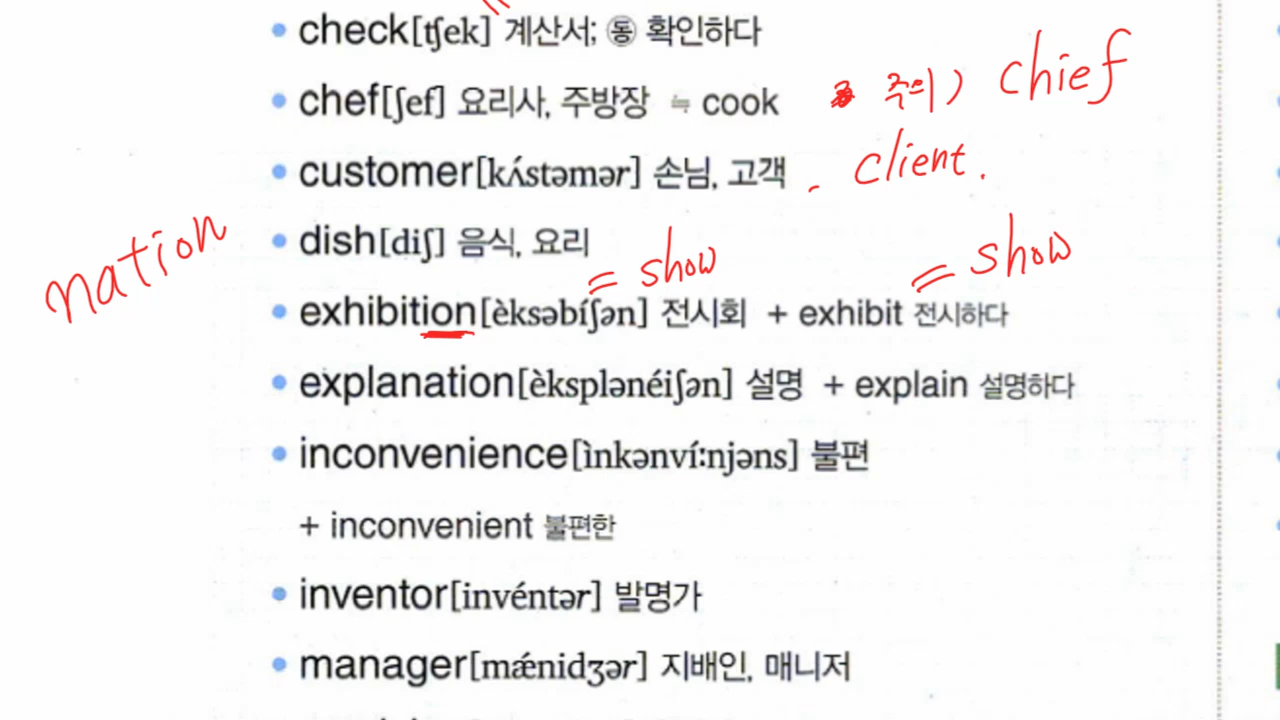 check[tʃek] 계산서; 동 확인하다
chef[ʃef] 요리사, 주방장 ≒ cook 주의) chief
customer[kʌ́stəmər] 손님, 고객 - client.
dish[diʃ] 음식, 요리
nation
= show = show
exhibition[èksəbíʃən] 전시회 + exhibit 전시하다
explanation[èksplənéiʃən] 설명 + explain 설명하다
inconvenience[ìnkənví:njəns] 불편
+ inconvenient 불편한
inventor[invéntər] 발명가
manager[mǽnidʒər] 지배인, 매니저